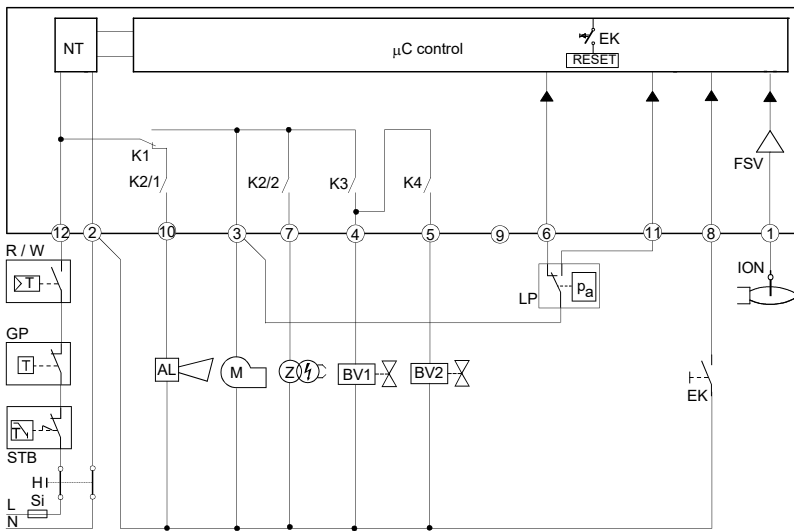 NT
µC control
EK
RESET
K1
K2/1
K2/2
K3
K4
FSV
12
2
10
3
7
4
5
9
6
11
8
1
R / W
T
LP
pa
ION
GP
T
AL
M
Z
BV1
BV2
EK
T
STB
H
Si
L
N